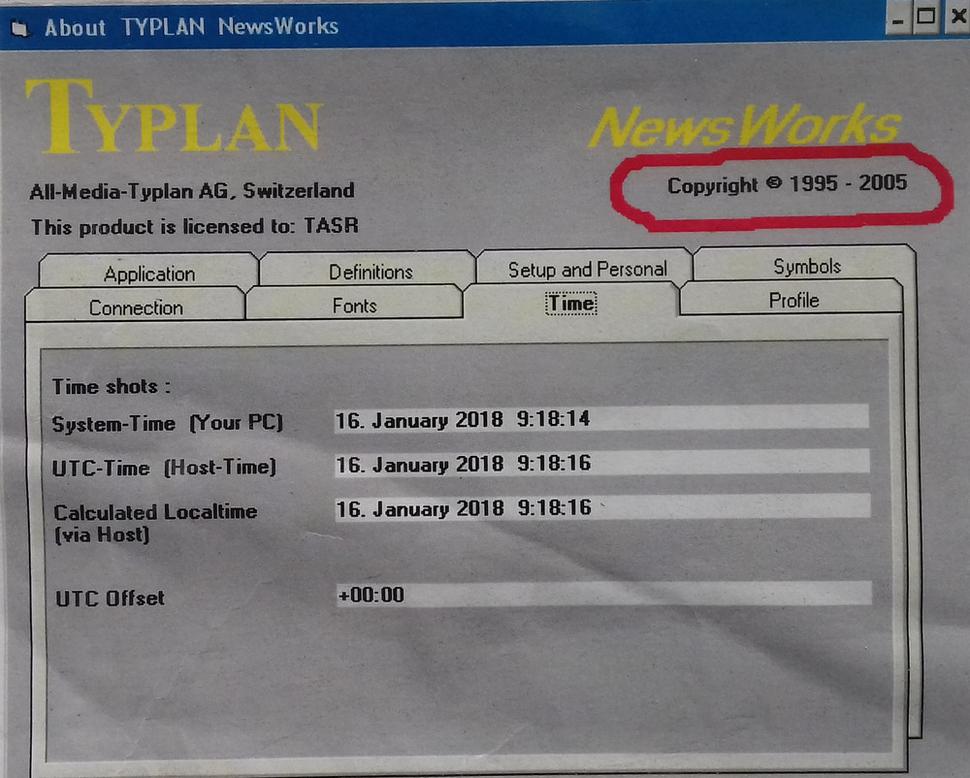 About TYPLAN NewsWorks
TYPLAN
NewsWorks
All-Media-Typlan AG, Switzerland
Copyright © 1995 - 2005
This product is licensed to: TASR
Application
Definitions
Setup and Personal
Symbols
Connection
Fonts
Time
Profile
Time shots :
System-Time (Your PC) 16. January 2018 9:18:14
UTC-Time (Host-Time) 16. January 2018 9:18:16
Calculated Localtime 16. January 2018 9:18:16
(via Host)
UTC Offset +00:00